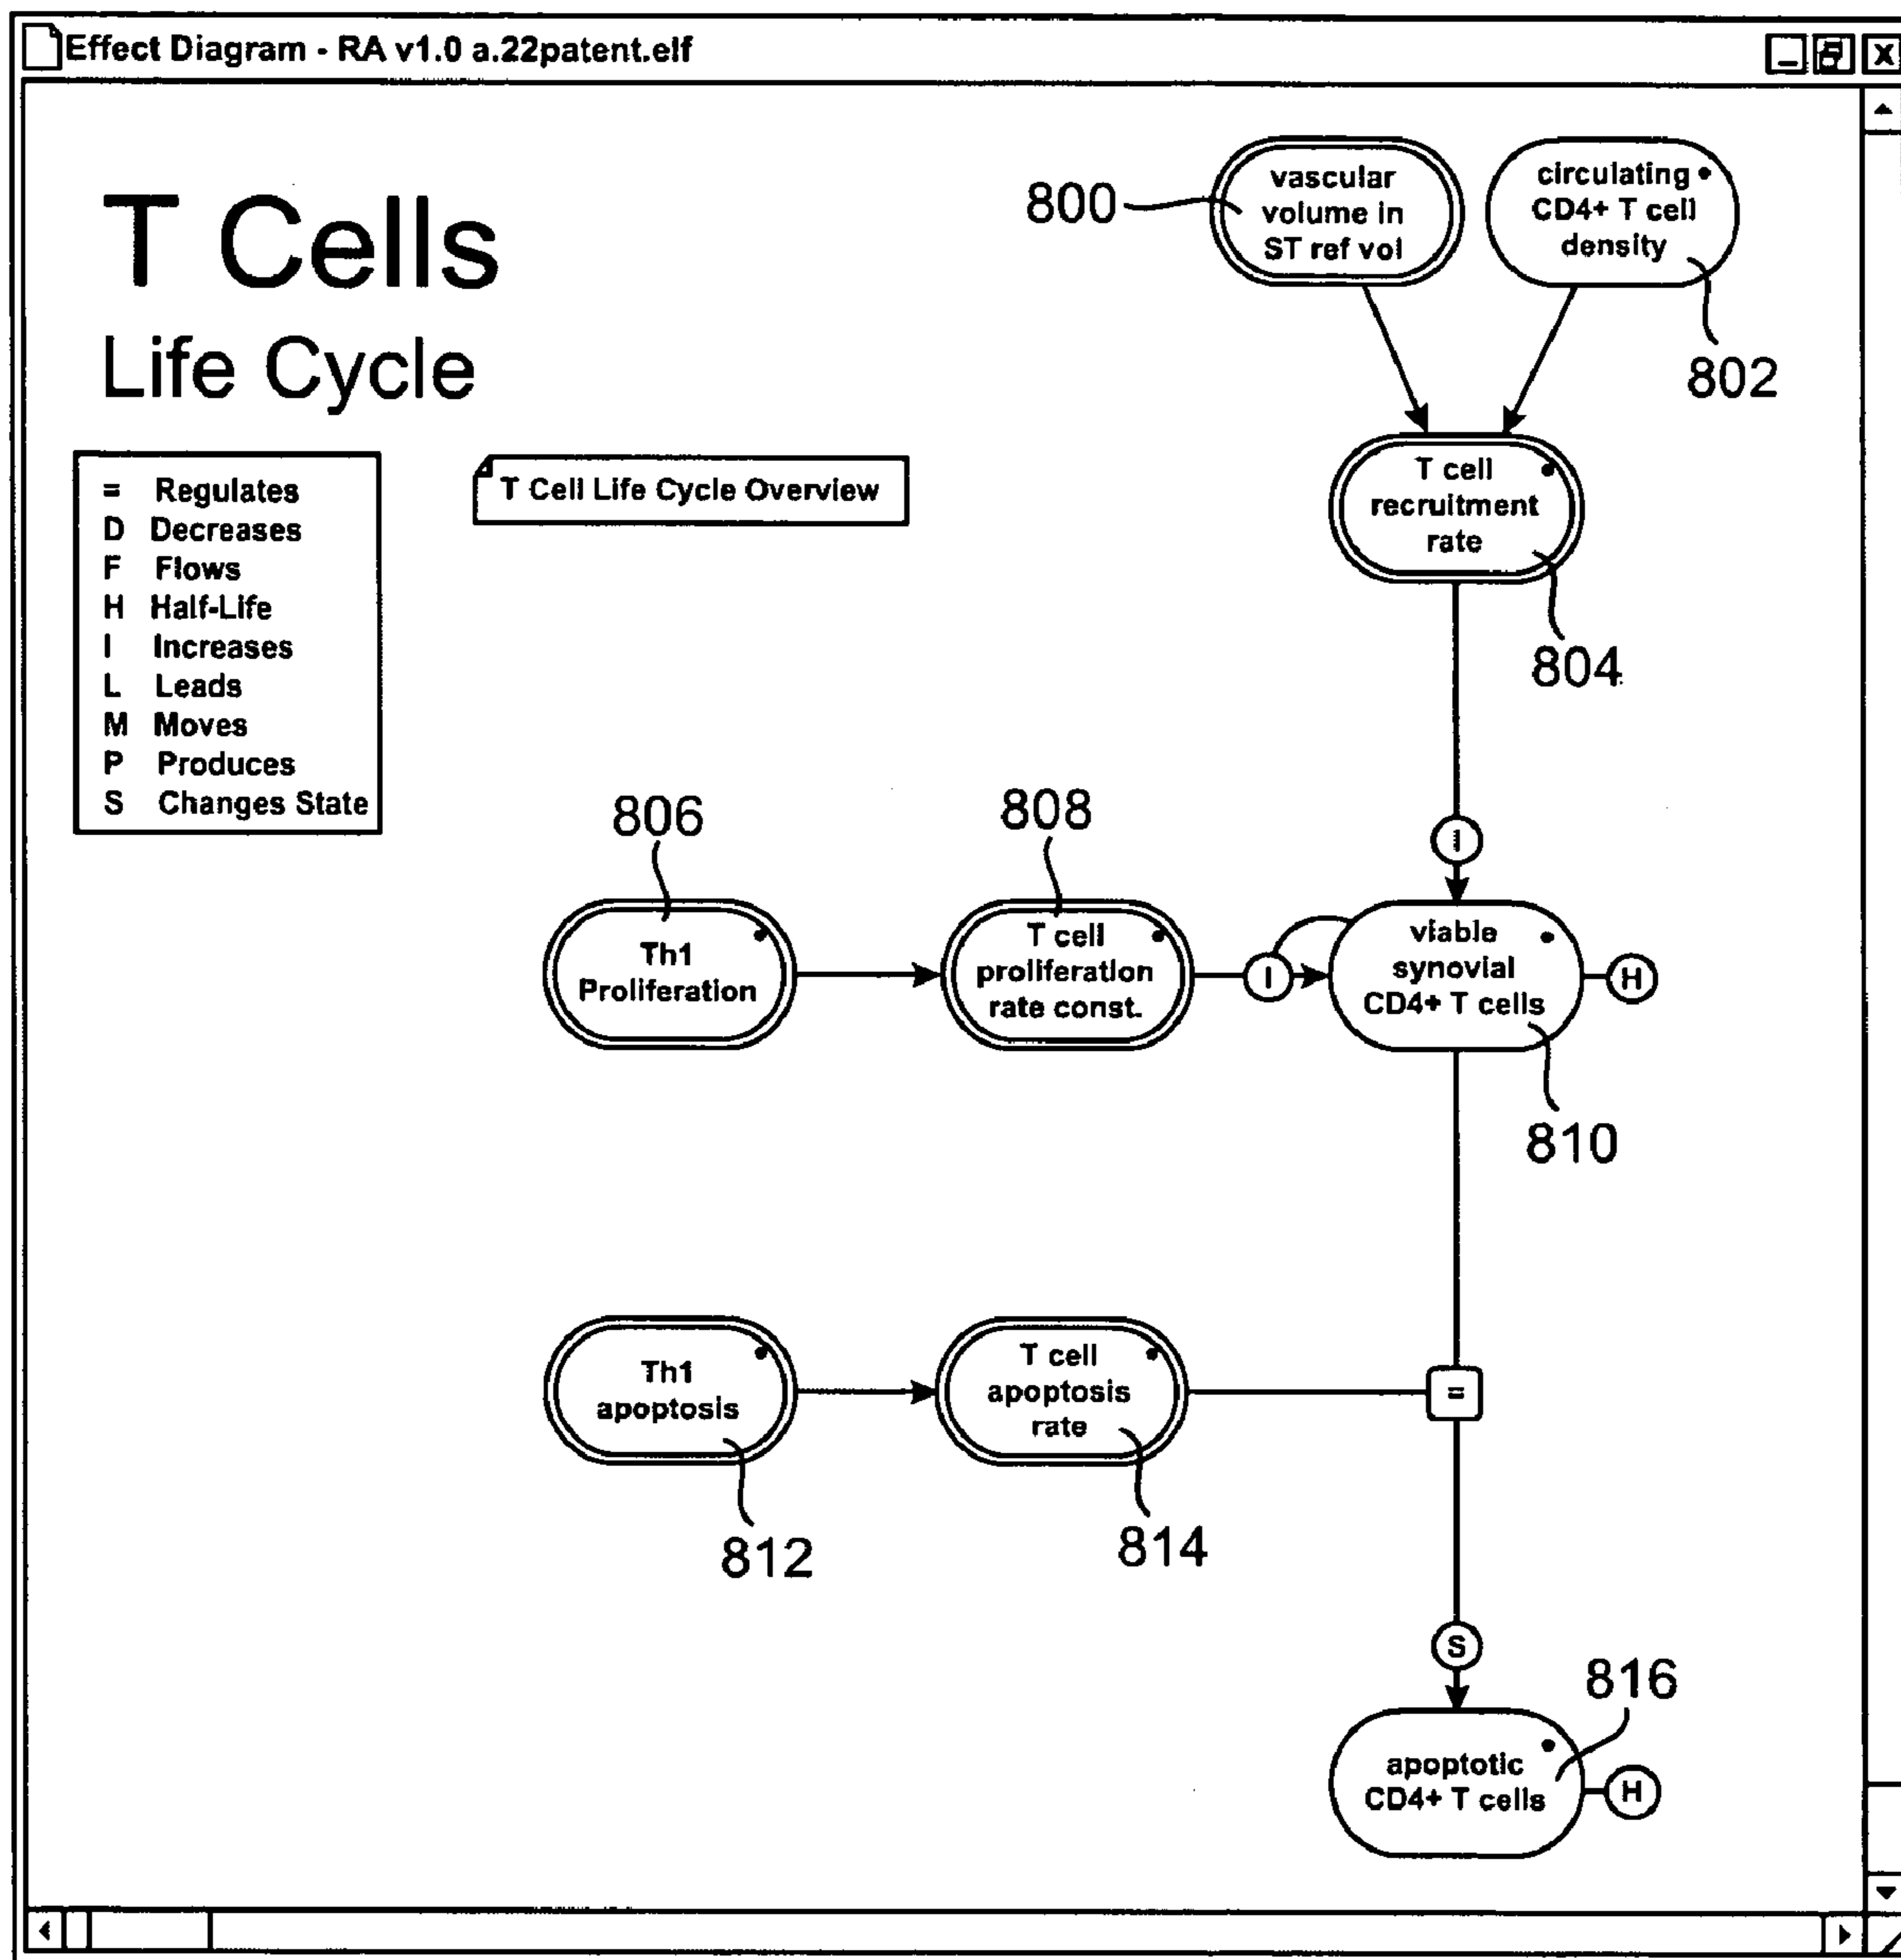 Effect Diagram - RA v1.0 a.22patent.elf
T Cells
Life Cycle
= Regulates
D Decreases
F Flows
H Half-Life
I Increases
L Leads
M Moves
P Produces
S Changes State
T Cell Life Cycle Overview
800
vascular
volume in
ST ref vol
circulating
CD4+ T cell
density
802
T cell
recruitment
rate
804
I
806
Th1
Proliferation
808
T cell
proliferation
rate const.
I
viable
synovial
CD4+ T cells
H
810
Th1
apoptosis
812
T cell
apoptosis
rate
814
=
S
816
apoptotic
CD4+ T cells
H